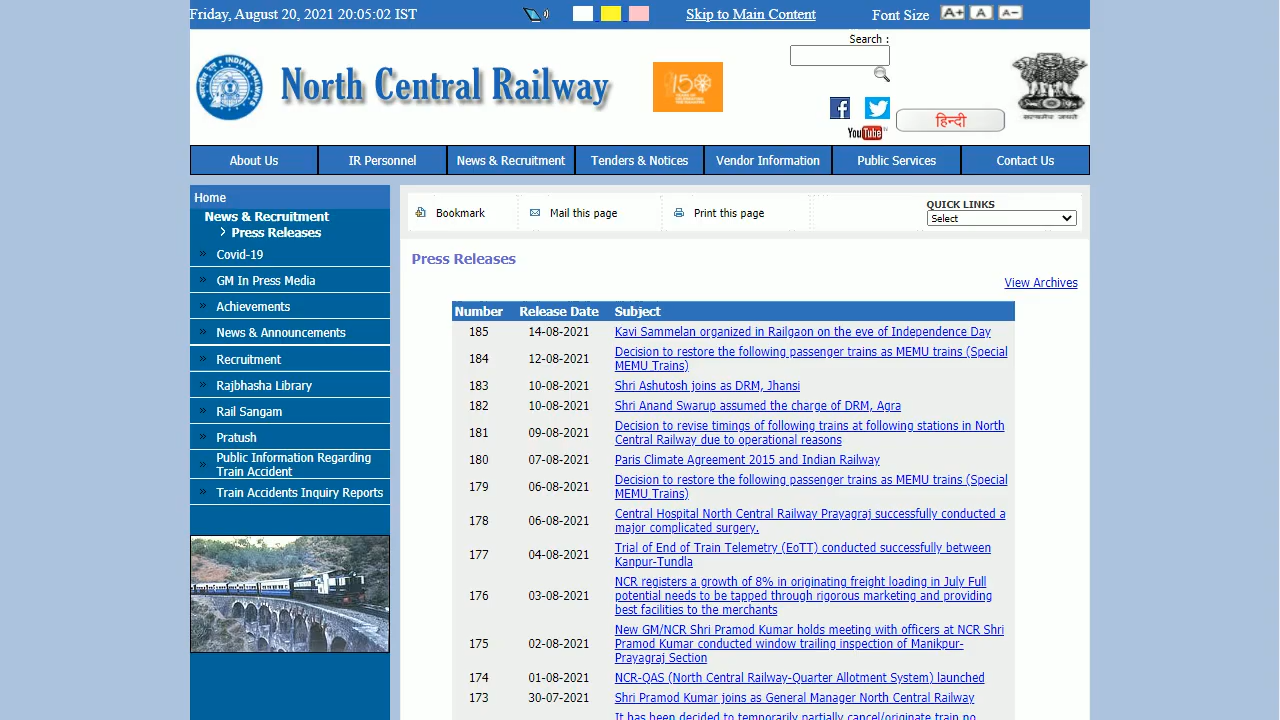 Friday, August 20, 2021 20:05:02 IST
Skip to Main Content
Font Size A+ A A-
Search :
North Central Railway
150
YouTube
हिन्दी
सत्यमेव जयते
About Us IR Personnel News & Recruitment Tenders & Notices Vendor Information Public Services Contact Us
Home
News & Recruitment
Press Releases
Covid-19
GM In Press Media
Achievements
News & Announcements
Recruitment
Rajbhasha Library
Rail Sangam
Pratush
Public Information Regarding
Train Accident
Train Accidents Inquiry Reports
Bookmark Mail this page Print this page
QUICK LINKS
Select
Press Releases
View Archives
Number Release Date Subject
185 14-08-2021 Kavi Sammelan organized in Railgaon on the eve of Independence Day
184 12-08-2021 Decision to restore the following passenger trains as MEMU trains (Special
MEMU Trains)
183 10-08-2021 Shri Ashutosh joins as DRM, Jhansi
182 10-08-2021 Shri Anand Swarup assumed the charge of DRM, Agra
181 09-08-2021 Decision to revise timings of following trains at following stations in North
Central Railway due to operational reasons
180 07-08-2021 Paris Climate Agreement 2015 and Indian Railway
179 06-08-2021 Decision to restore the following passenger trains as MEMU trains (Special
MEMU Trains)
178 06-08-2021 Central Hospital North Central Railway Prayagraj successfully conducted a
major complicated surgery.
177 04-08-2021 Trial of End of Train Telemetry (EoTT) conducted successfully between
Kanpur-Tundla
176 03-08-2021 NCR registers a growth of 8% in originating freight loading in July Full
potential needs to be tapped through rigorous marketing and providing
best facilities to the merchants
175 02-08-2021 New GM/NCR Shri Pramod Kumar holds meeting with officers at NCR Shri
Pramod Kumar conducted window trailing inspection of Manikpur-
Prayagraj Section
174 01-08-2021 NCR-QAS (North Central Railway-Quarter Allotment System) launched
173 30-07-2021 Shri Pramod Kumar joins as General Manager North Central Railway
It has been decided to temporarily partially cancel/originate train no